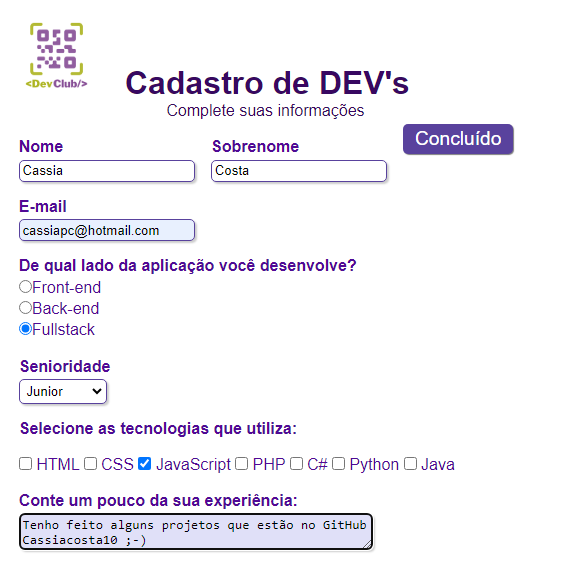 <DevClub/>
Cadastro de DEV's
Complete suas informações
Concluído
Nome Sobrenome
Cassia Costa
E-mail
cassiapc@hotmail.com
De qual lado da aplicação você desenvolve?
Front-end
Back-end
Fullstack
Senioridade
Junior
Selecione as tecnologias que utiliza:
HTML CSS JavaScript PHP C# Python Java
Conte um pouco da sua experiência:
Tenho feito alguns projetos que estão no GitHub
Cassiacosta10 ;-)